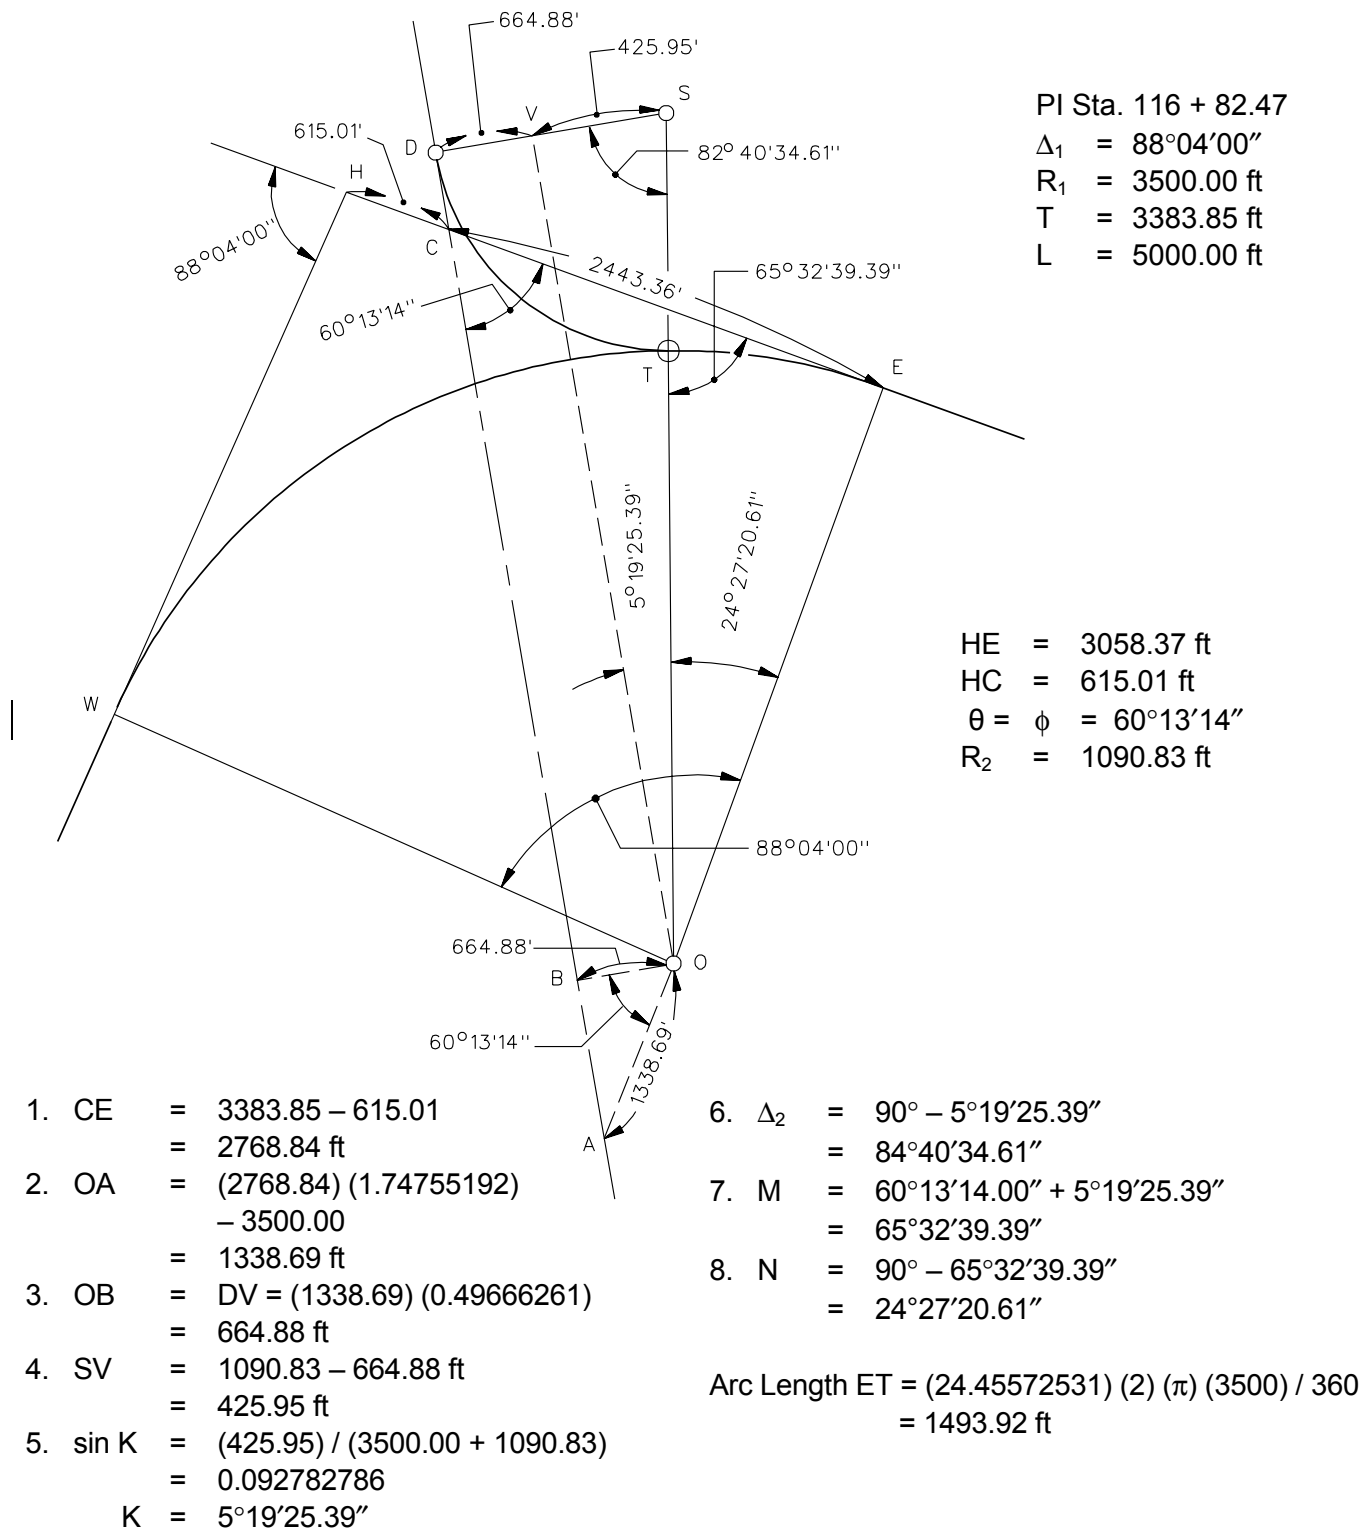 664.88'
425.95'
S
V
615.01'
D
82°40'34.61"
H
88°04'00"
C
2443.36'
65°32'39.39"
60°13'14"
T
E
PI Sta. 116 + 82.47
Δ₁ = 88°04′00″
R₁ = 3500.00 ft
T = 3383.85 ft
L = 5000.00 ft
5°19'25.39"
24°27'20.61"
HE = 3058.37 ft
HC = 615.01 ft
θ = ϕ = 60°13′14″
R₂ = 1090.83 ft
W
88°04'00"
664.88'
O
B
60°13'14"
1338.69'
A
1. CE = 3383.85 – 615.01
= 2768.84 ft
2. OA = (2768.84) (1.74755192)
– 3500.00
= 1338.69 ft
3. OB = DV = (1338.69) (0.49666261)
= 664.88 ft
4. SV = 1090.83 – 664.88 ft
= 425.95 ft
5. sin K = (425.95) / (3500.00 + 1090.83)
= 0.092782786
K = 5°19′25.39″
6. Δ₂ = 90° – 5°19′25.39″
= 84°40′34.61″
7. M = 60°13′14.00″ + 5°19′25.39″
= 65°32′39.39″
8. N = 90° – 65°32′39.39″
= 24°27′20.61″
Arc Length ET = (24.45572531) (2) (π) (3500) / 360
= 1493.92 ft